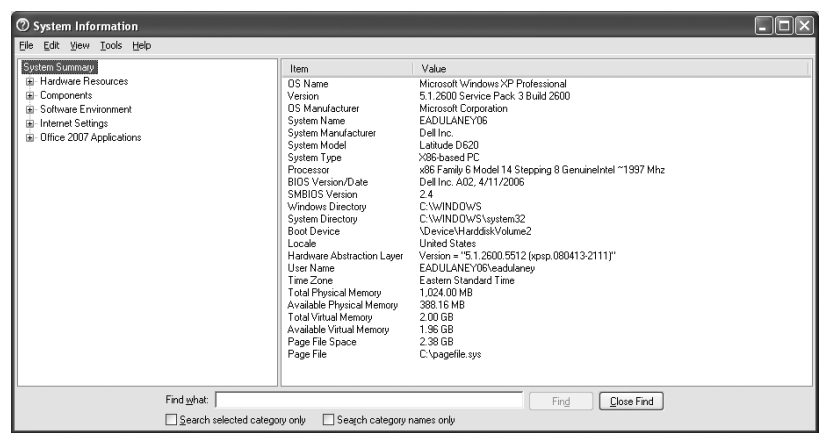 System Information
File Edit View Tools Help
System Summary
Hardware Resources
Components
Software Environment
Internet Settings
Office 2007 Applications
Item Value
OS Name Microsoft Windows XP Professional
Version 5.1.2600 Service Pack 3 Build 2600
OS Manufacturer Microsoft Corporation
System Name EADULANEY06
System Manufacturer Dell Inc.
System Model Latitude D620
System Type X86-based PC
Processor x86 Family 6 Model 14 Stepping 8 GenuineIntel ~1997 Mhz
BIOS Version/Date Dell Inc. A02, 4/11/2006
SMBIOS Version 2.4
Windows Directory C:\WINDOWS
System Directory C:\WINDOWS\system32
Boot Device \Device\HarddiskVolume2
Locale United States
Hardware Abstraction Layer Version = "5.1.2600.5512 (xpsp.080413-2111)"
User Name EADULANEY06\eadulaney
Time Zone Eastern Standard Time
Total Physical Memory 1,024.00 MB
Available Physical Memory 388.16 MB
Total Virtual Memory 2.00 GB
Available Virtual Memory 1.96 GB
Page File Space 2.38 GB
Page File C:\pagefile.sys
Find what: Find Close Find
Search selected category only Search category names only